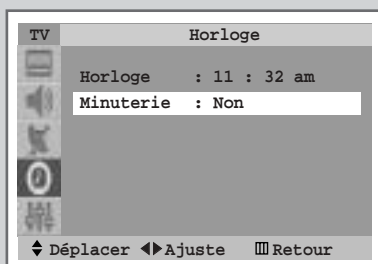 TV Horloge
Horloge : 11 : 32 am
Minuterie : Non
Déplacer Ajuste Retour